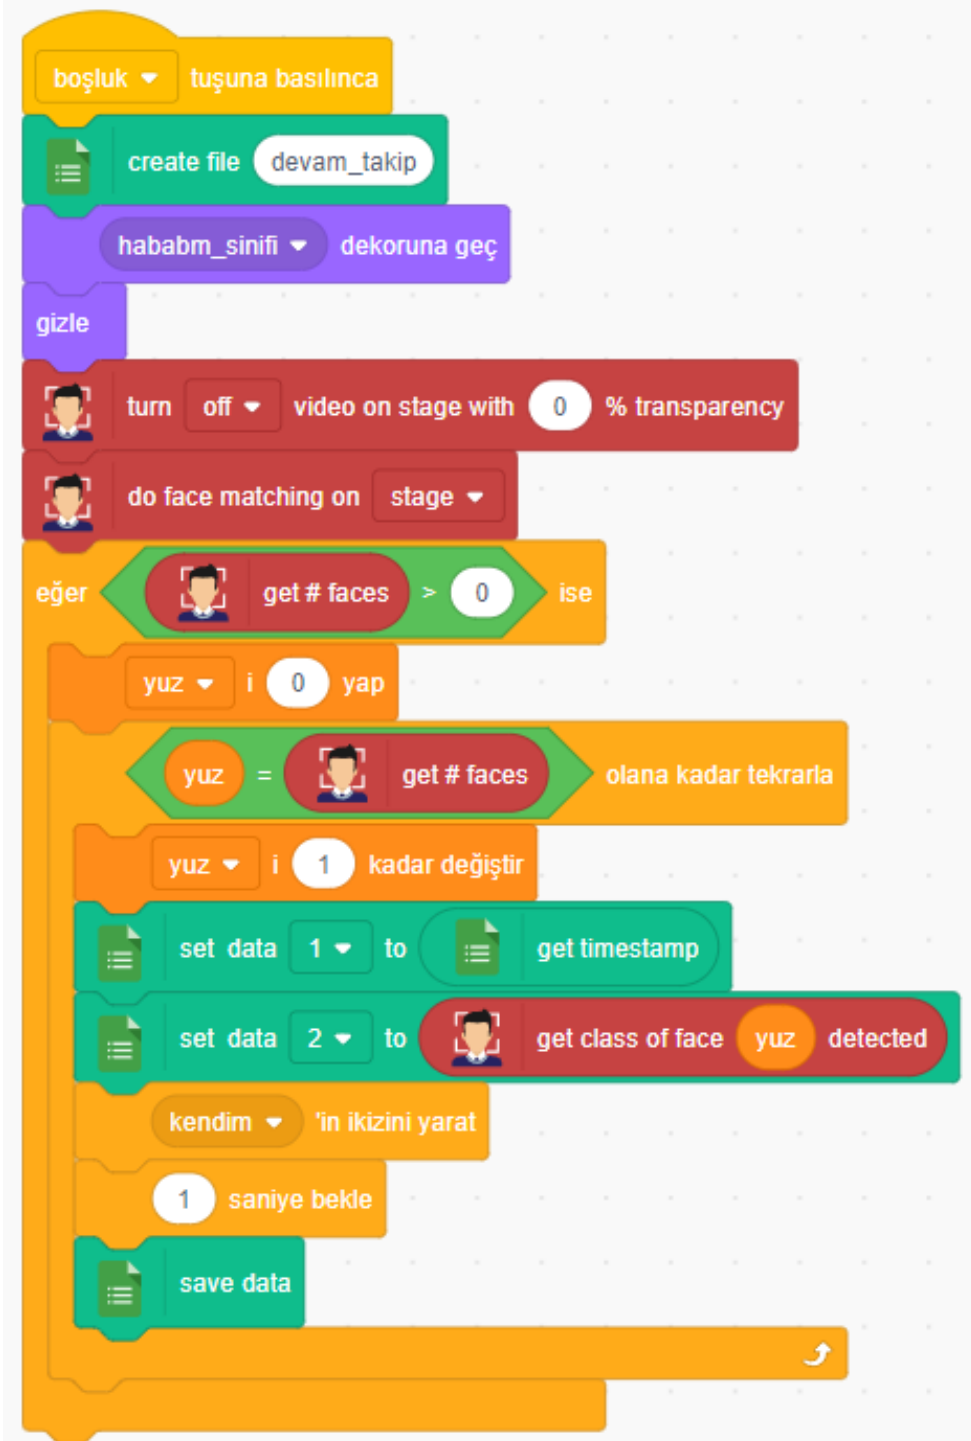 boşluk tuşuna basılınca
create file devam_takip
hababm_sinifi dekoruna geç
gizle
turn off video on stage with 0 % transparency
do face matching on stage
eğer get # faces > 0 ise
yuz i 0 yap
yuz = get # faces olana kadar tekrarla
yuz i 1 kadar değiştir
set data 1 to get timestamp
set data 2 to get class of face yuz detected
kendim 'in ikizini yarat
1 saniye bekle
save data